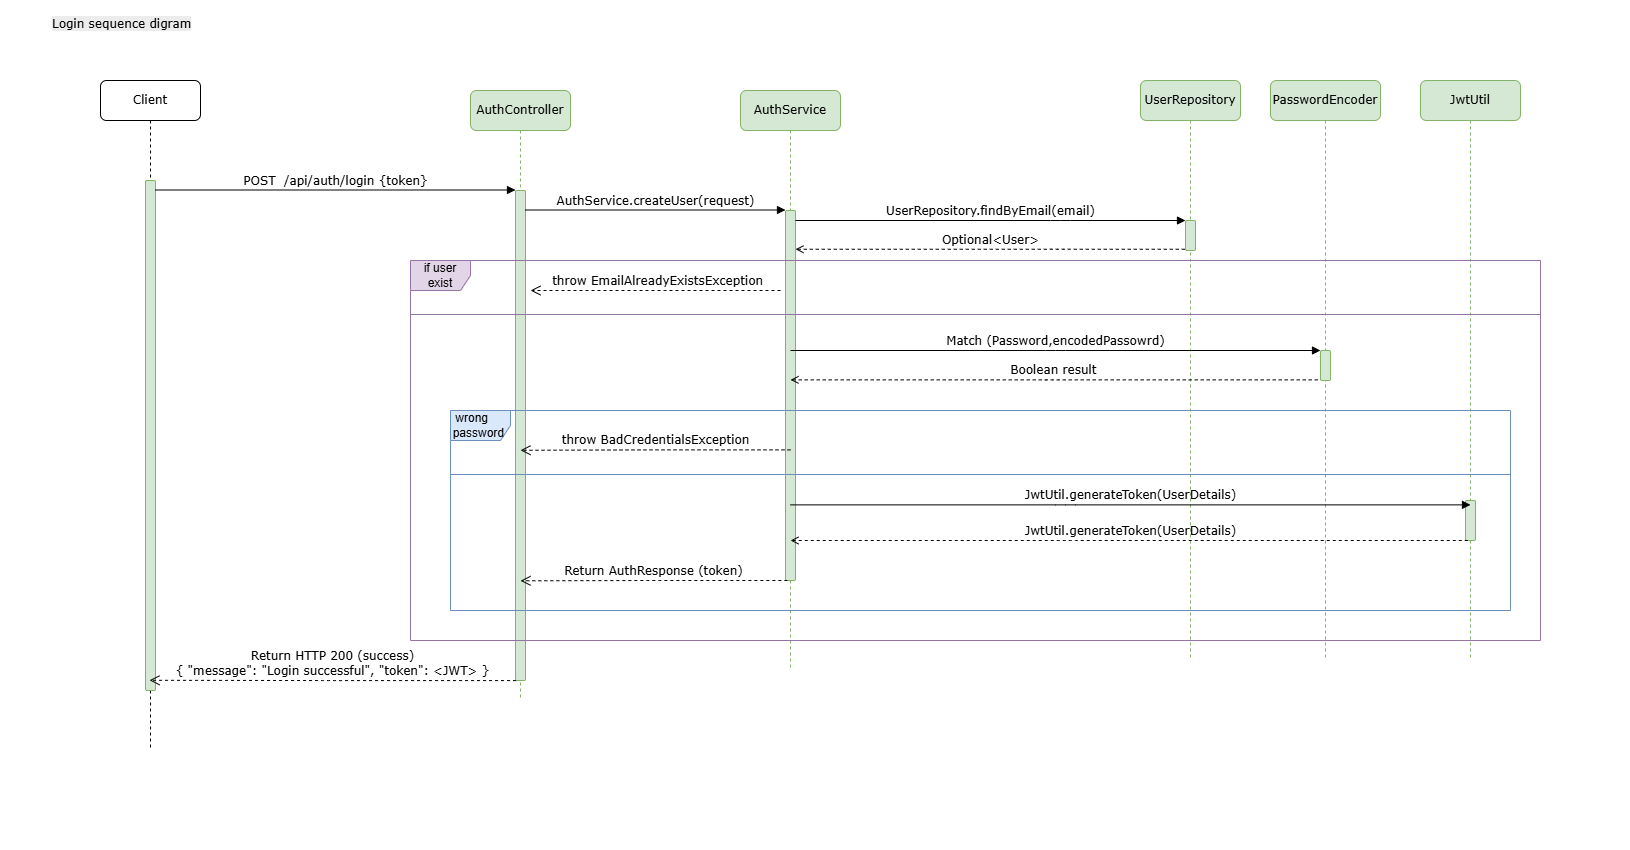 Login sequence digram
Client
AuthController
AuthService
UserRepository
PasswordEncoder
JwtUtil
POST /api/auth/login {token}
AuthService.createUser(request)
UserRepository.findByEmail(email)
Optional<User>
if user
exist
throw EmailAlreadyExistsException
Match (Password,encodedPassowrd)
Boolean result
wrong
password
throw BadCredentialsException
JwtUtil.generateToken(UserDetails)
JwtUtil.generateToken(UserDetails)
Return AuthResponse (token)
Return HTTP 200 (success)
{ "message": "Login successful", "token": <JWT> }